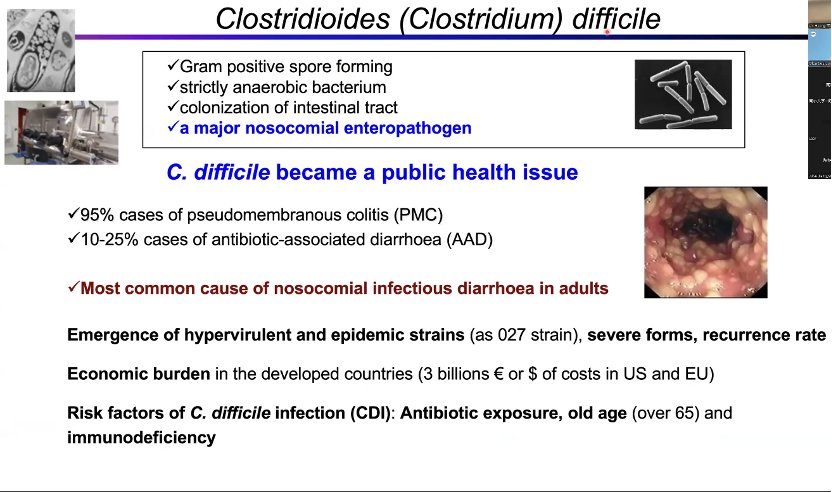 Clostridioides (Clostridium) difficile
✓Gram positive spore forming
✓strictly anaerobic bacterium
✓colonization of intestinal tract
✓a major nosocomial enteropathogen
C. difficile became a public health issue
✓95% cases of pseudomembranous colitis (PMC)
✓10-25% cases of antibiotic-associated diarrhoea (AAD)
✓Most common cause of nosocomial infectious diarrhoea in adults
Emergence of hypervirulent and epidemic strains (as 027 strain), severe forms, recurrence rate
Economic burden in the developed countries (3 billions € or $ of costs in US and EU)
Risk factors of C. difficile infection (CDI): Antibiotic exposure, old age (over 65) and
immunodeficiency